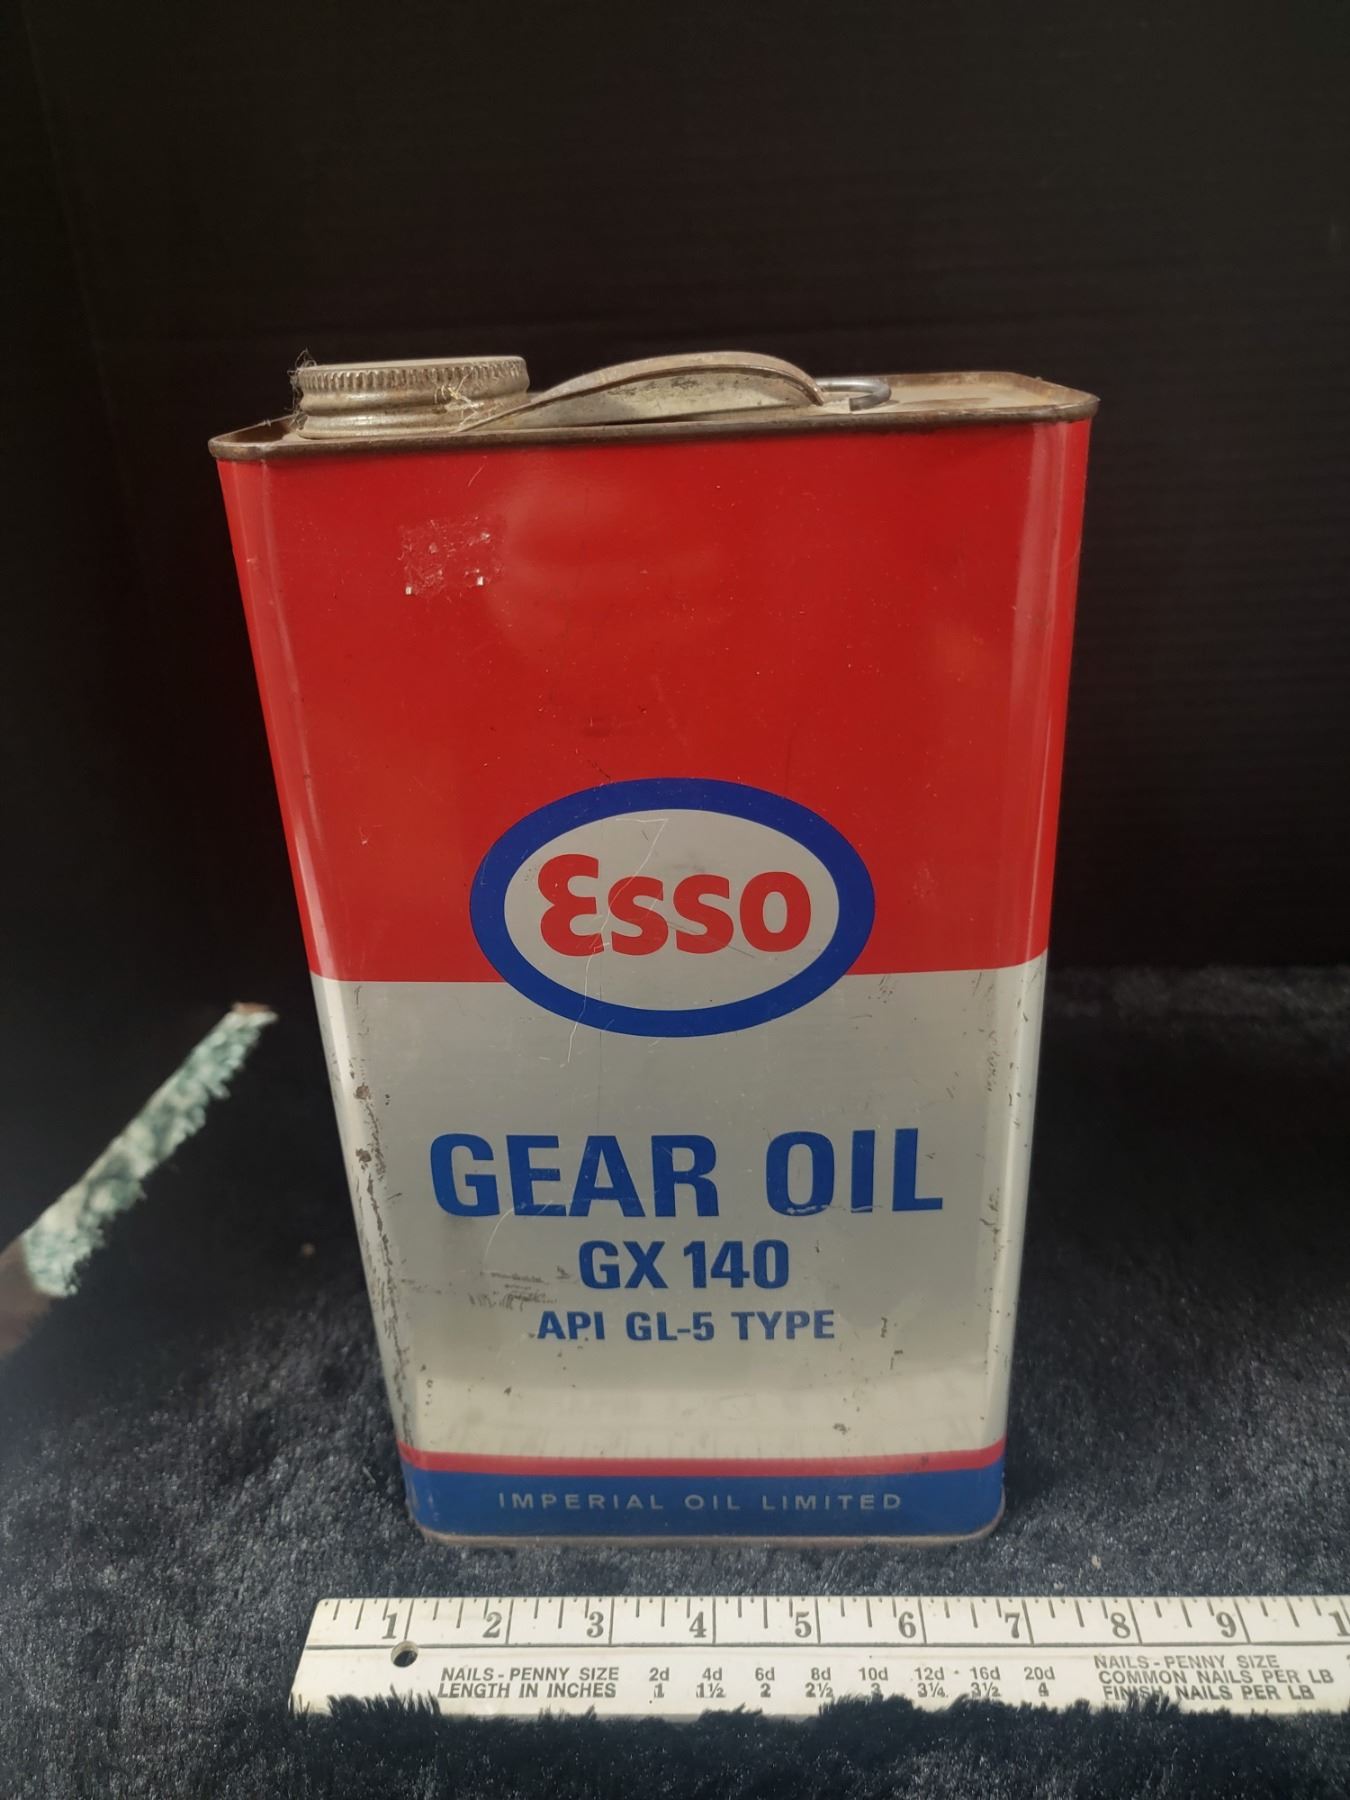 Esso
GEAR OIL
GX 140
API GL-5 TYPE
IMPERIAL OIL LIMITED
1 2 3 4 5 6 7 8 9 1
NAILS - PENNY SIZE 2d 4d 6d 8d 10d 12d 16d 20d NAILS - PENNY SIZE
LENGTH IN INCHES 1 1½ 2 2½ 3 3¼ 3½ 4 COMMON NAILS PER LB
FINISH NAILS PER LB